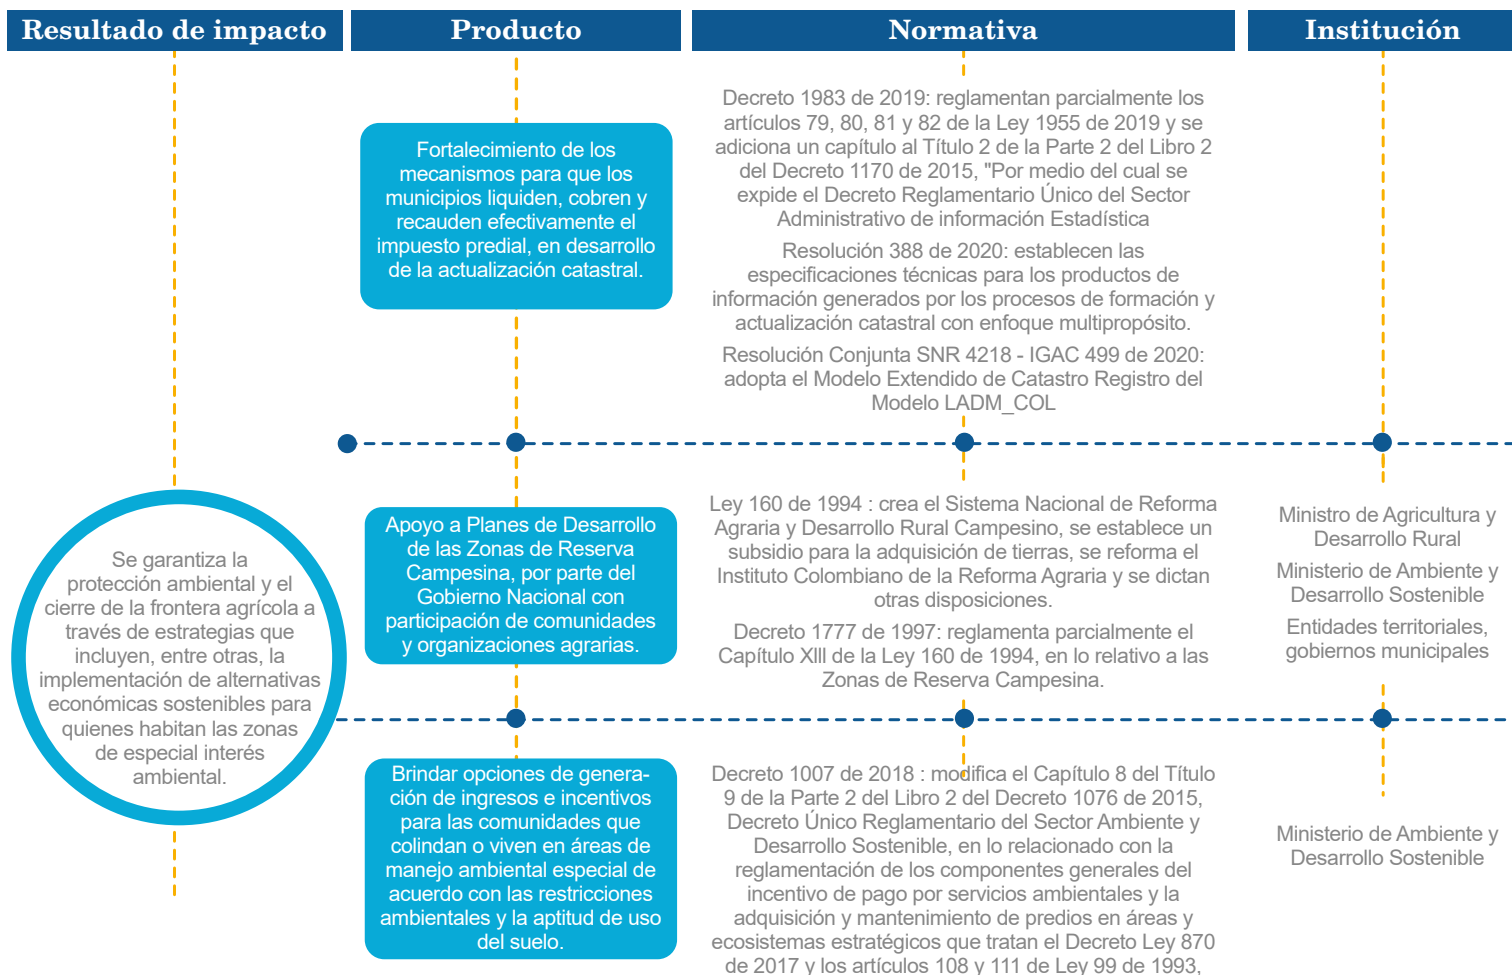 Resultado de impacto
Producto
Normativa
Institución
Fortalecimiento de los
mecanismos para que los
municipios liquiden, cobren y
recauden efectivamente el
impuesto predial, en desarrollo
de la actualización catastral.
Decreto 1983 de 2019: reglamentan parcialmente los
artículos 79, 80, 81 y 82 de la Ley 1955 de 2019 y se
adiciona un capítulo al Título 2 de la Parte 2 del Libro 2
del Decreto 1170 de 2015, "Por medio del cual se
expide el Decreto Reglamentario Único del Sector
Administrativo de información Estadística
Resolución 388 de 2020: establecen las
especificaciones técnicas para los productos de
información generados por los procesos de formación y
actualización catastral con enfoque multipropósito.
Resolución Conjunta SNR 4218 - IGAC 499 de 2020:
adopta el Modelo Extendido de Catastro Registro del
Modelo LADM_COL
Se garantiza la
protección ambiental y el
cierre de la frontera agrícola a
través de estrategias que
incluyen, entre otras, la
implementación de alternativas
económicas sostenibles para
quienes habitan las zonas
de especial interés
ambiental.
Apoyo a Planes de Desarrollo
de las Zonas de Reserva
Campesina, por parte del
Gobierno Nacional con
participación de comunidades
y organizaciones agrarias.
Ley 160 de 1994 : crea el Sistema Nacional de Reforma
Agraria y Desarrollo Rural Campesino, se establece un
subsidio para la adquisición de tierras, se reforma el
Instituto Colombiano de la Reforma Agraria y se dictan
otras disposiciones.
Decreto 1777 de 1997: reglamenta parcialmente el
Capítulo XIII de la Ley 160 de 1994, en lo relativo a las
Zonas de Reserva Campesina.
Ministro de Agricultura y
Desarrollo Rural
Ministerio de Ambiente y
Desarrollo Sostenible
Entidades territoriales,
gobiernos municipales
Brindar opciones de genera-
ción de ingresos e incentivos
para las comunidades que
colindan o viven en áreas de
manejo ambiental especial de
acuerdo con las restricciones
ambientales y la aptitud de uso
del suelo.
Decreto 1007 de 2018 : modifica el Capítulo 8 del Título
9 de la Parte 2 del Libro 2 del Decreto 1076 de 2015,
Decreto Único Reglamentario del Sector Ambiente y
Desarrollo Sostenible, en lo relacionado con la
reglamentación de los componentes generales del
incentivo de pago por servicios ambientales y la
adquisición y mantenimiento de predios en áreas y
ecosistemas estratégicos que tratan el Decreto Ley 870
de 2017 y los artículos 108 y 111 de Ley 99 de 1993,
Ministerio de Ambiente y
Desarrollo Sostenible